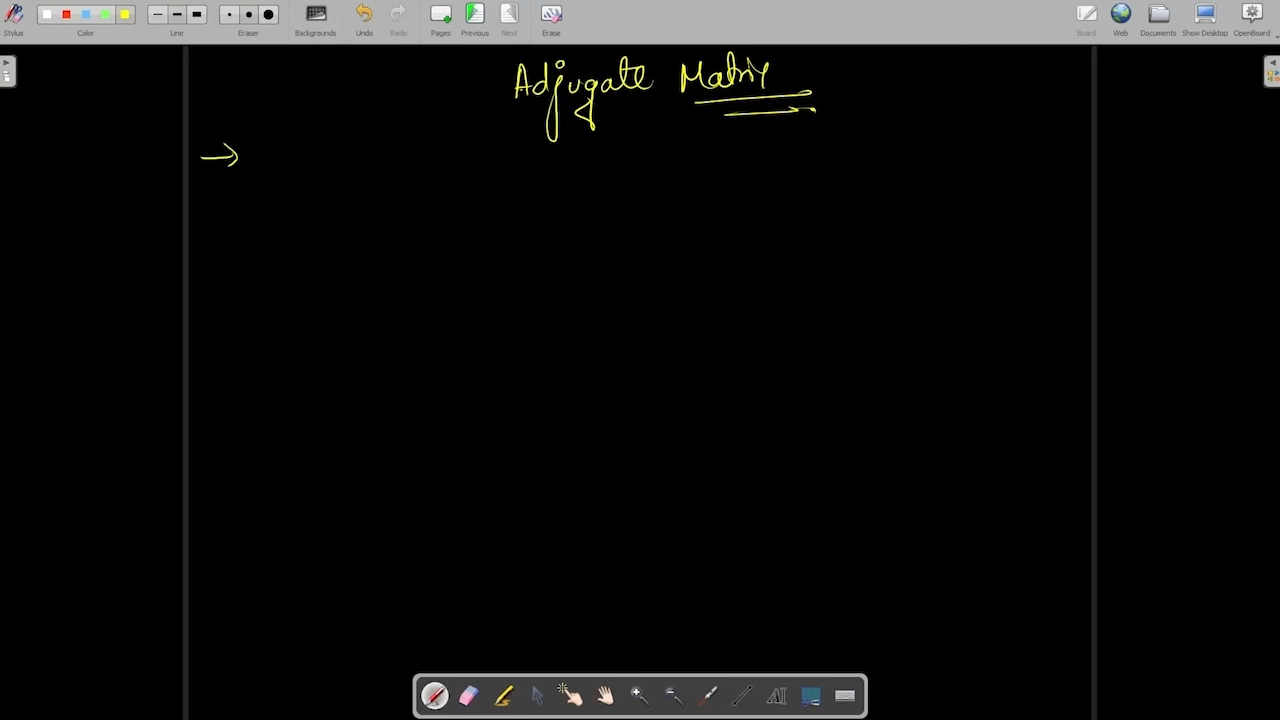 Stylus Color Line Eraser Backgrounds Undo Redo Pages Previous Next Erase Board Web Documents Show Desktop OpenBoard
Adjugate Matrix
→
AI